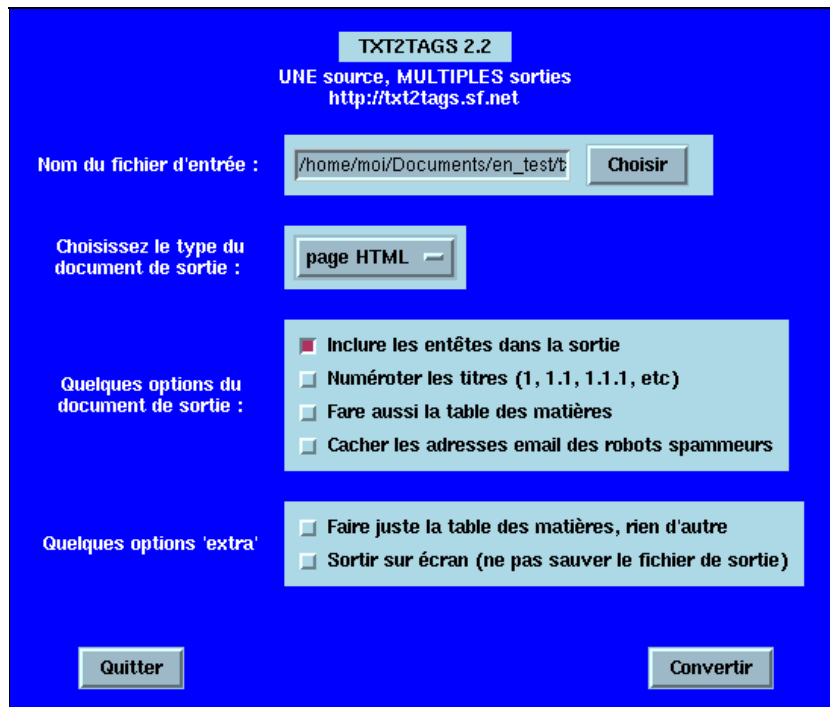 TXT2TAGS 2.2
UNE source, MULTIPLES sorties
http://txt2tags.sf.net
Nom du fichier d'entrée :
/home/moi/Documents/en_test/t
Choisir
Choisissez le type du
document de sortie :
page HTML
Quelques options du
document de sortie :
Inclure les entêtes dans la sortie
Numéroter les titres (1, 1.1, 1.1.1, etc)
Fare aussi la table des matières
Cacher les adresses email des robots spammeurs
Quelques options 'extra'
Faire juste la table des matières, rien d'autre
Sortir sur écran (ne pas sauver le fichier de sortie)
Quitter
Convertir